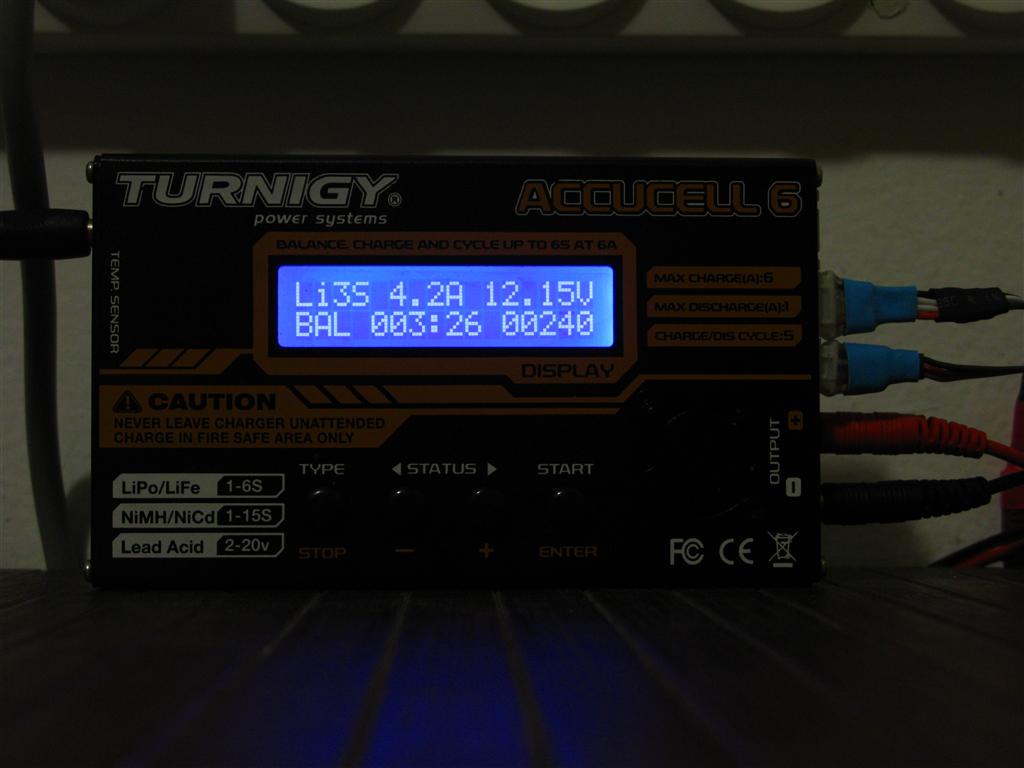 TURNIGY®
power systems
ACCUCELL 6
BALANCE, CHARGE AND CYCLE UP TO 6S AT 6A
TEMP SENSOR
Li3S 4.2A 12.15V
BAL 003:26 00240
MAX CHARGE(A):6
MAX DISCHARGE(A):1
CHARGE/DIS CYCLE:5
DISPLAY
CAUTION
NEVER LEAVE CHARGER UNATTENDED
CHARGE IN FIRE SAFE AREA ONLY
OUTPUT
+
TYPE ◀ STATUS ▶ START
LiPo/LiFe 1-6S
NiMH/NiCd 1-15S
Lead Acid 2-20v
STOP − + ENTER
FC CE